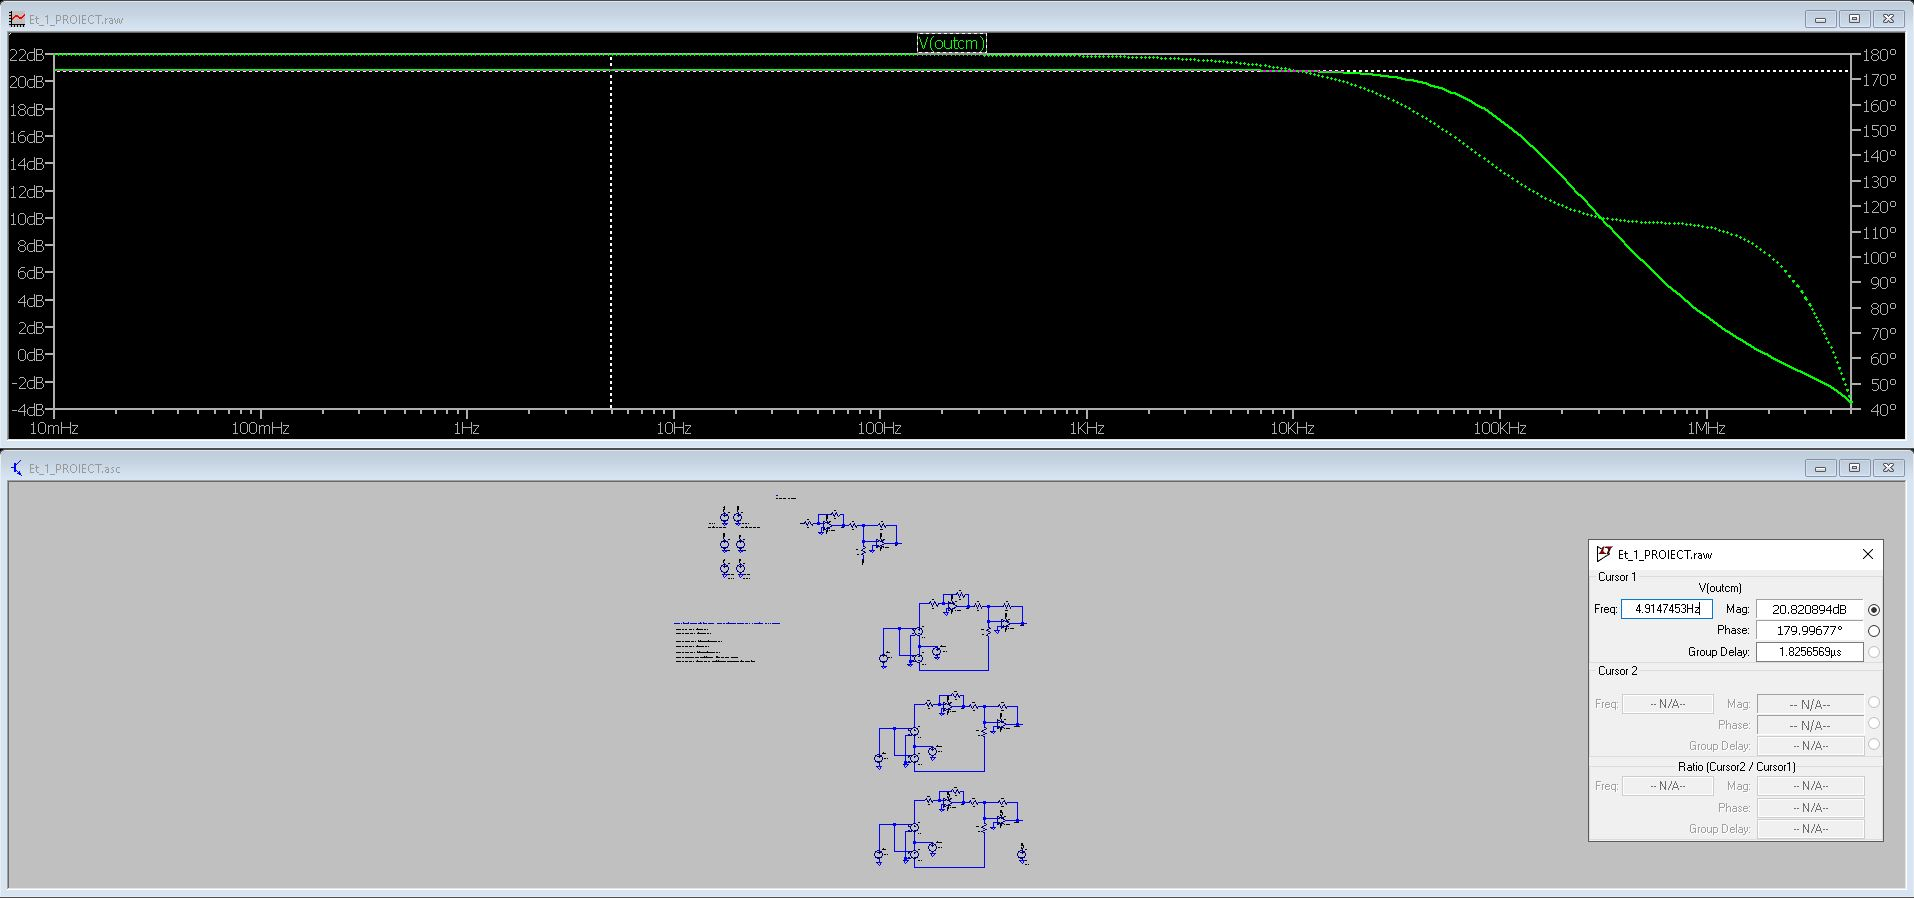 Et_1_PROIECT.raw
V(outcm)
22dB
20dB
18dB
16dB
14dB
12dB
10dB
8dB
6dB
4dB
2dB
0dB
-2dB
-4dB
180°
170°
160°
150°
140°
130°
120°
110°
100°
90°
80°
70°
60°
50°
40°
10mHz 100mHz 1Hz 10Hz 100Hz 1KHz 10KHz 100KHz 1MHz
Et_1_PROIECT.asc
Et_1_PROIECT.raw
Cursor 1
V(outcm)
Freq: 4.9147453Hz Mag: 20.820894dB
Phase: 179.99677°
Group Delay: 1.8256569µs
Cursor 2
Freq: -- N/A-- Mag: -- N/A--
Phase: -- N/A--
Group Delay: -- N/A--
Ratio (Cursor2 / Cursor1)
Freq: -- N/A-- Mag: -- N/A--
Phase: -- N/A--
Group Delay: -- N/A--